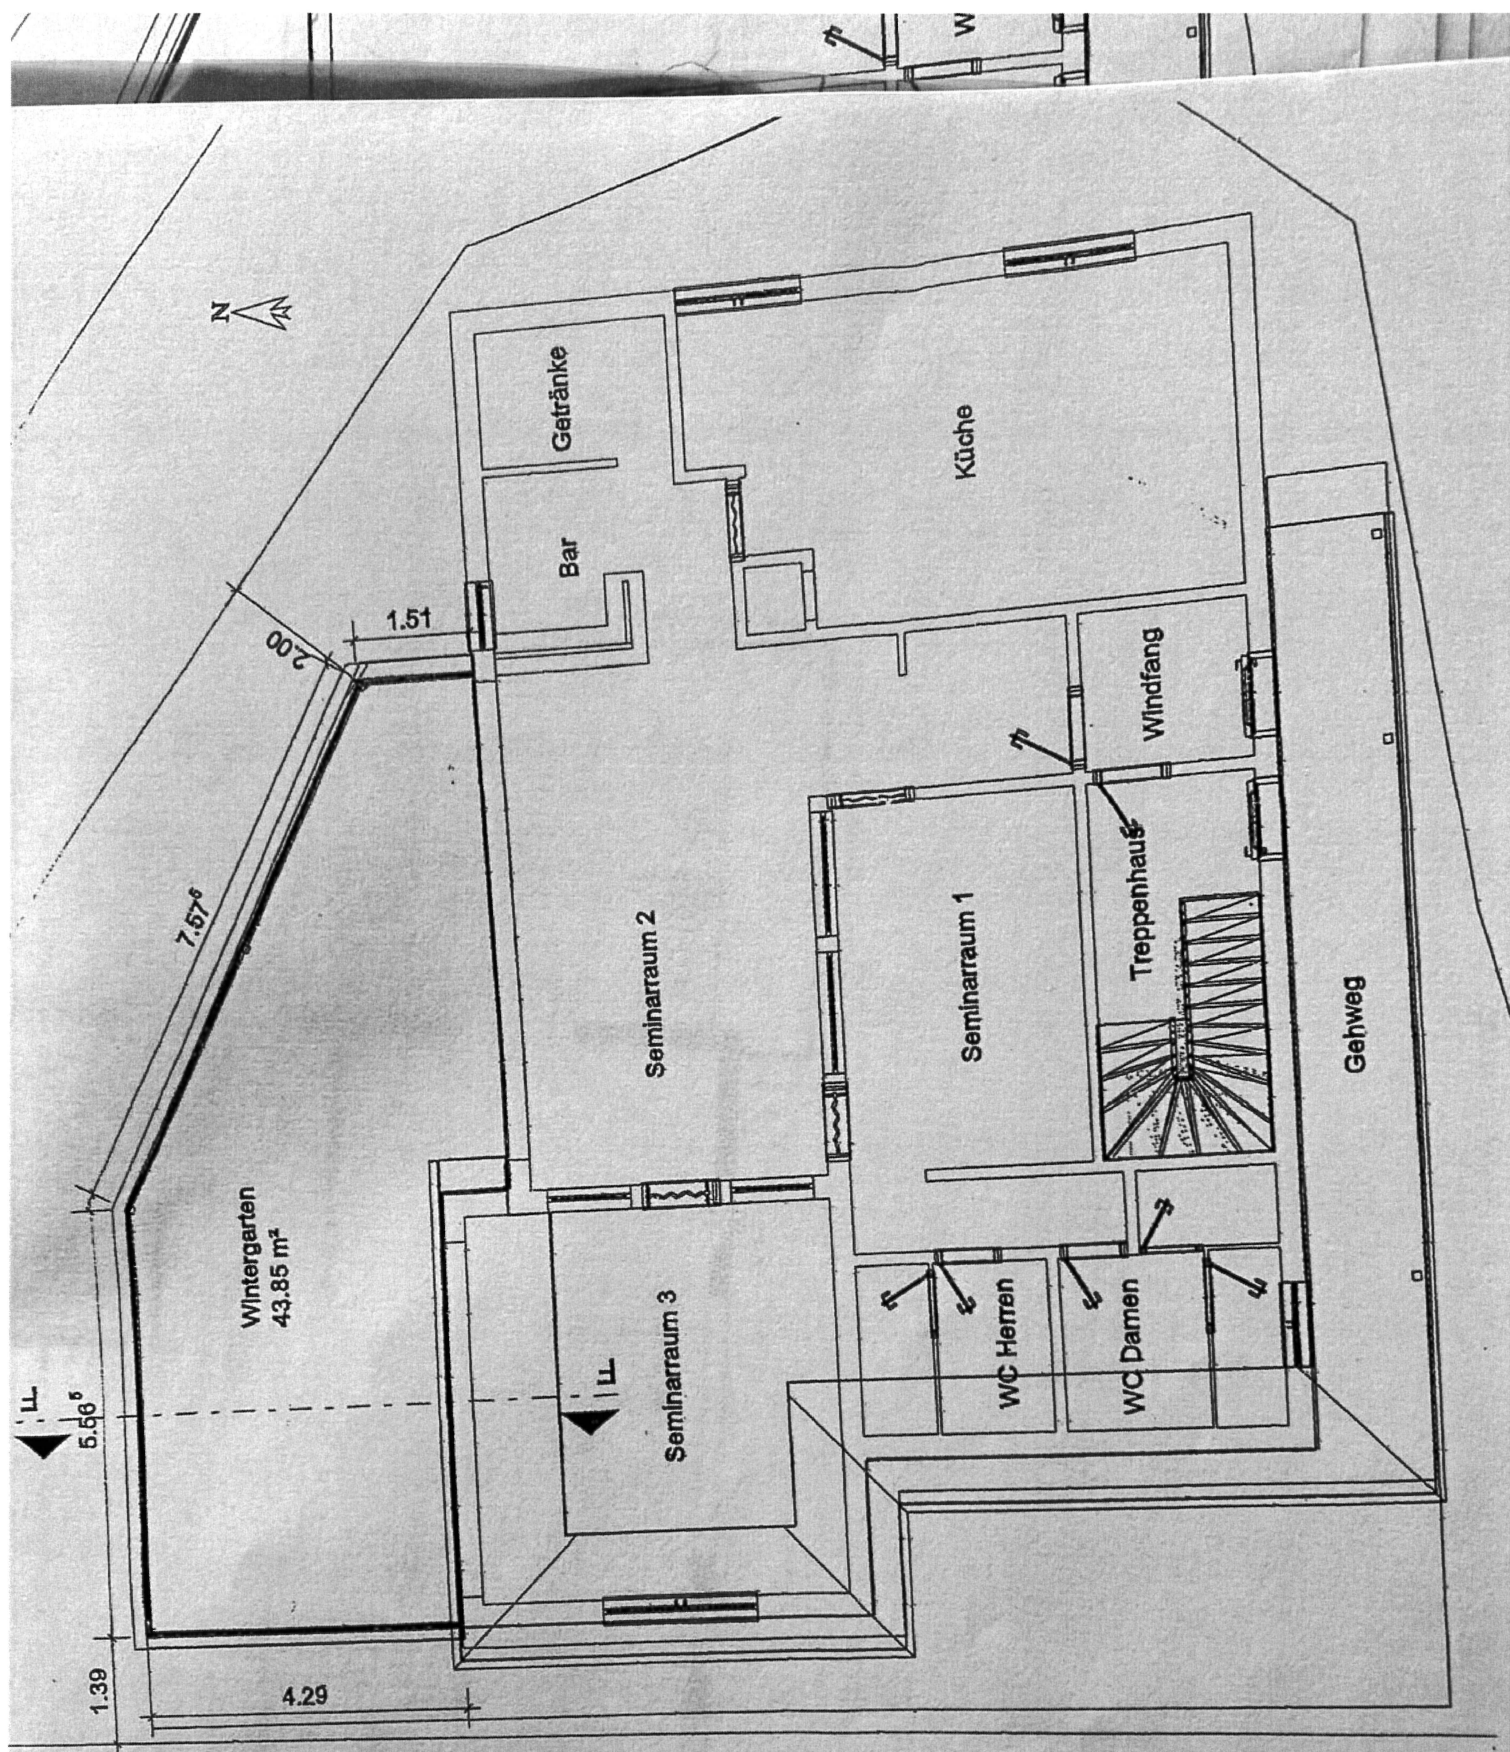 W
N
Getränke
Küche
Bar
1.51
2.00
Windfang
7.57⁵
Treppenhaus
Seminarraum 2
Seminarraum 1
Gehweg
Wintergarten
43.85 m²
Seminarraum 3
WC Herren
WC Damen
F
F
5.56⁵
1.39
4.29